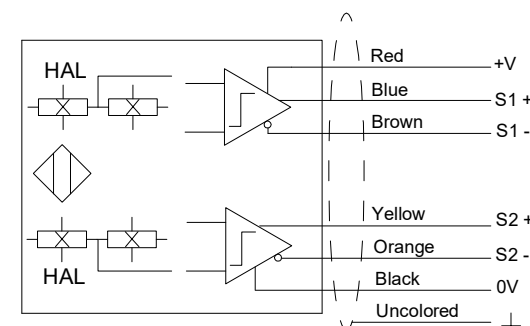 HAL
Red +V
Blue S1 +
Brown S1 -
Yellow S2 +
Orange S2 -
HAL
Black 0V
Uncolored